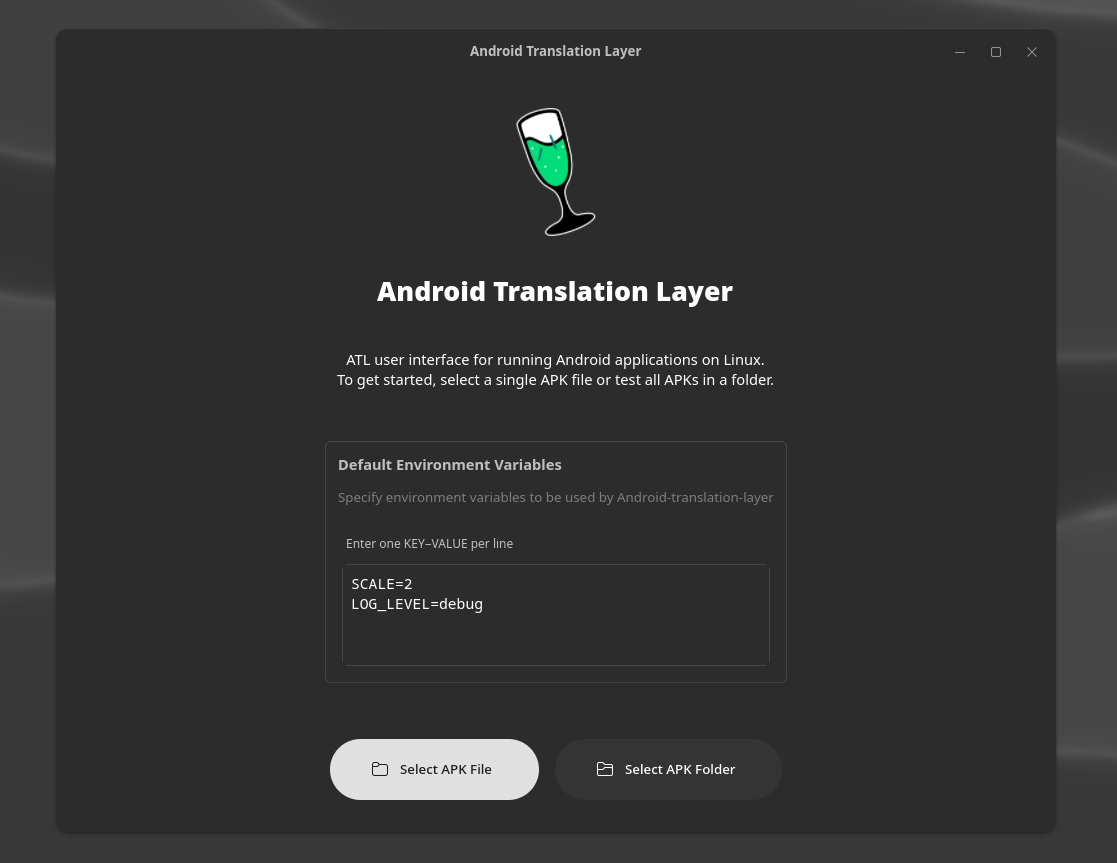 Android Translation Layer
Android Translation Layer
ATL user interface for running Android applications on Linux.
To get started, select a single APK file or test all APKs in a folder.
Default Environment Variables
Specify environment variables to be used by Android-translation-layer
Enter one KEY–VALUE per line
SCALE=2
LOG_LEVEL=debug
Select APK File
Select APK Folder